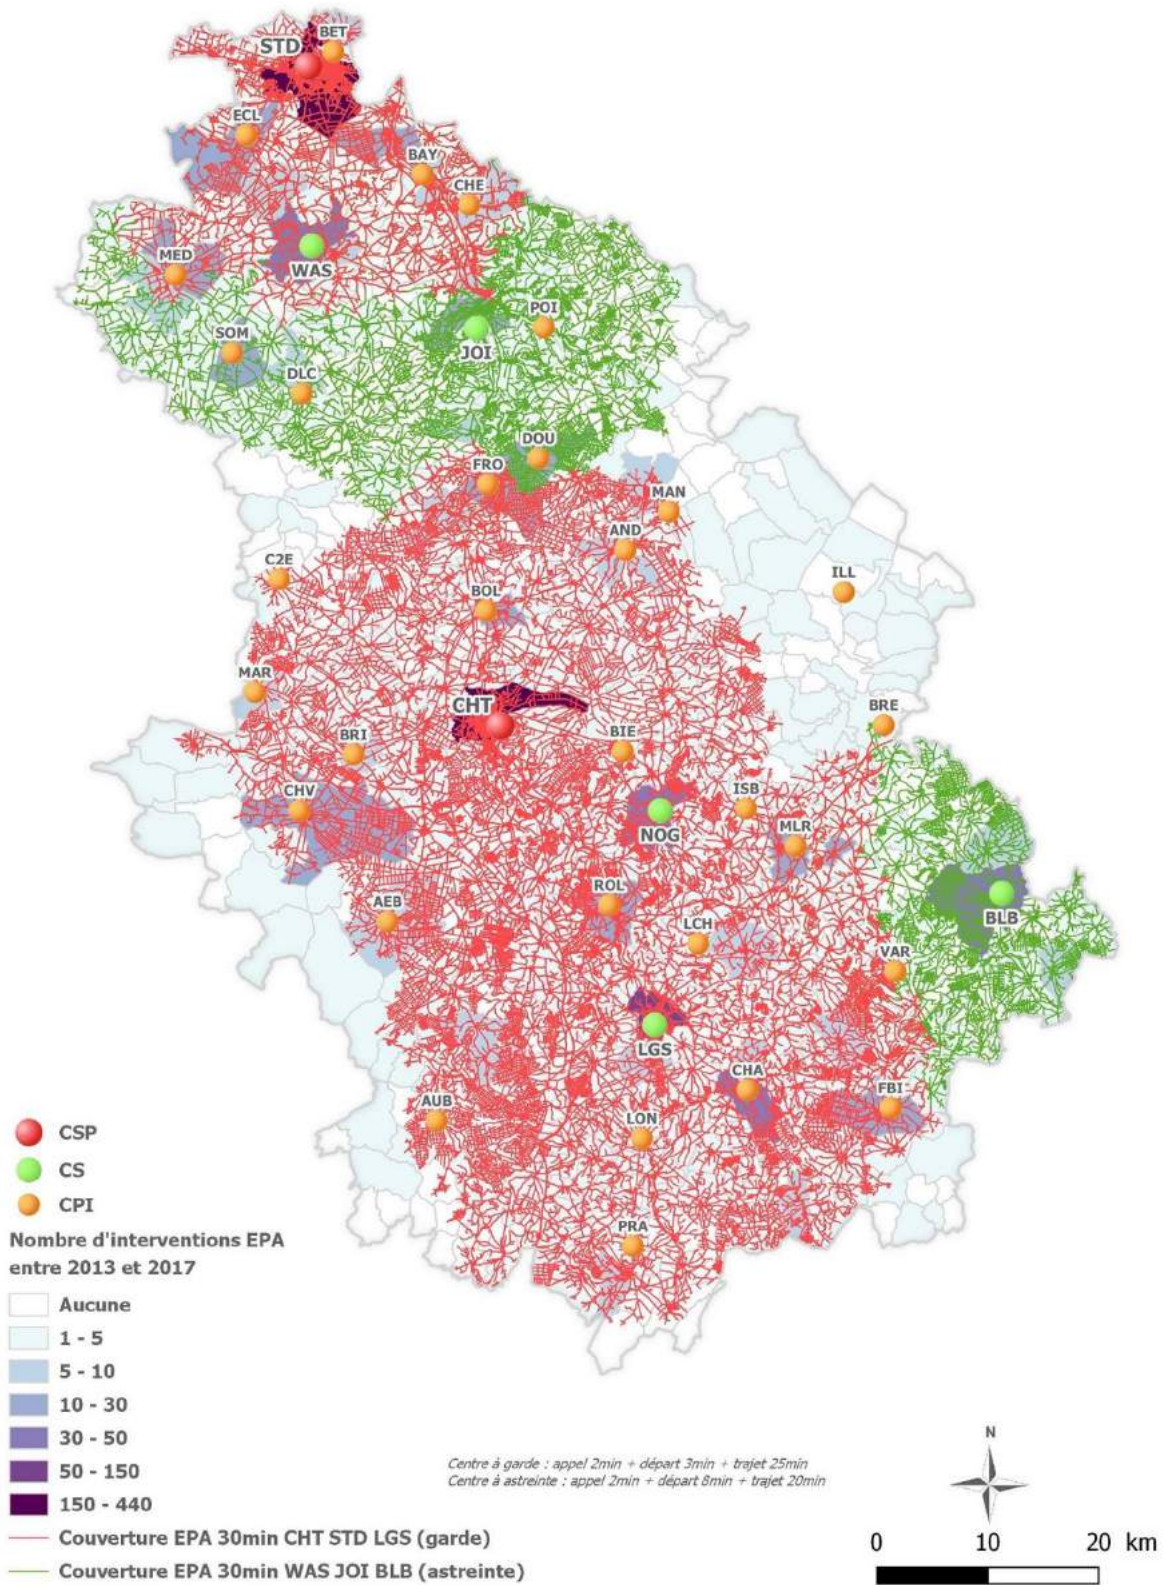 BET
STD
ECL
BAY
CHE
MED
WAS
POI
SOM
JOI
DLC
DOU
FRO
MAN
AND
C2E
ILL
BOL
MAR
CHT
BRE
BRI
BIE
CHV
ISB
NOG
MLR
ROL
AEB
LCH
BLB
VAR
LGS
CHA
FBI
AUB
LON
PRA
CSP
CS
CPI
Nombre d'interventions EPA
entre 2013 et 2017
Aucune
1 - 5
5 - 10
10 - 30
30 - 50
50 - 150
150 - 440
Couverture EPA 30min CHT STD LGS (garde)
Couverture EPA 30min WAS JOI BLB (astreinte)
Centre à garde : appel 2min + départ 3min + trajet 25min
Centre à astreinte : appel 2min + départ 8min + trajet 20min
N
0 10 20 km